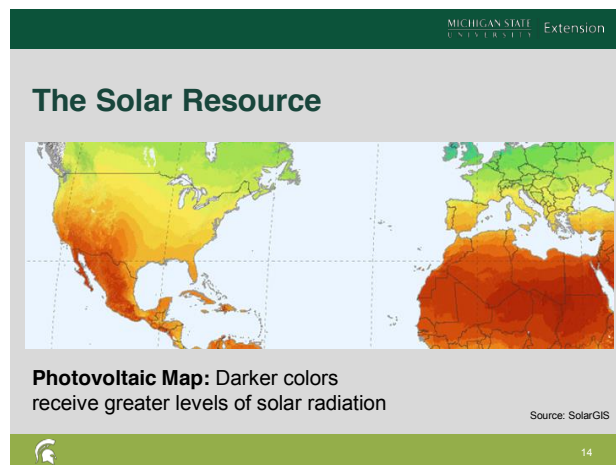 MICHIGAN STATE
UNIVERSITY Extension
The Solar Resource
Photovoltaic Map: Darker colors
receive greater levels of solar radiation
Source: SolarGIS
14